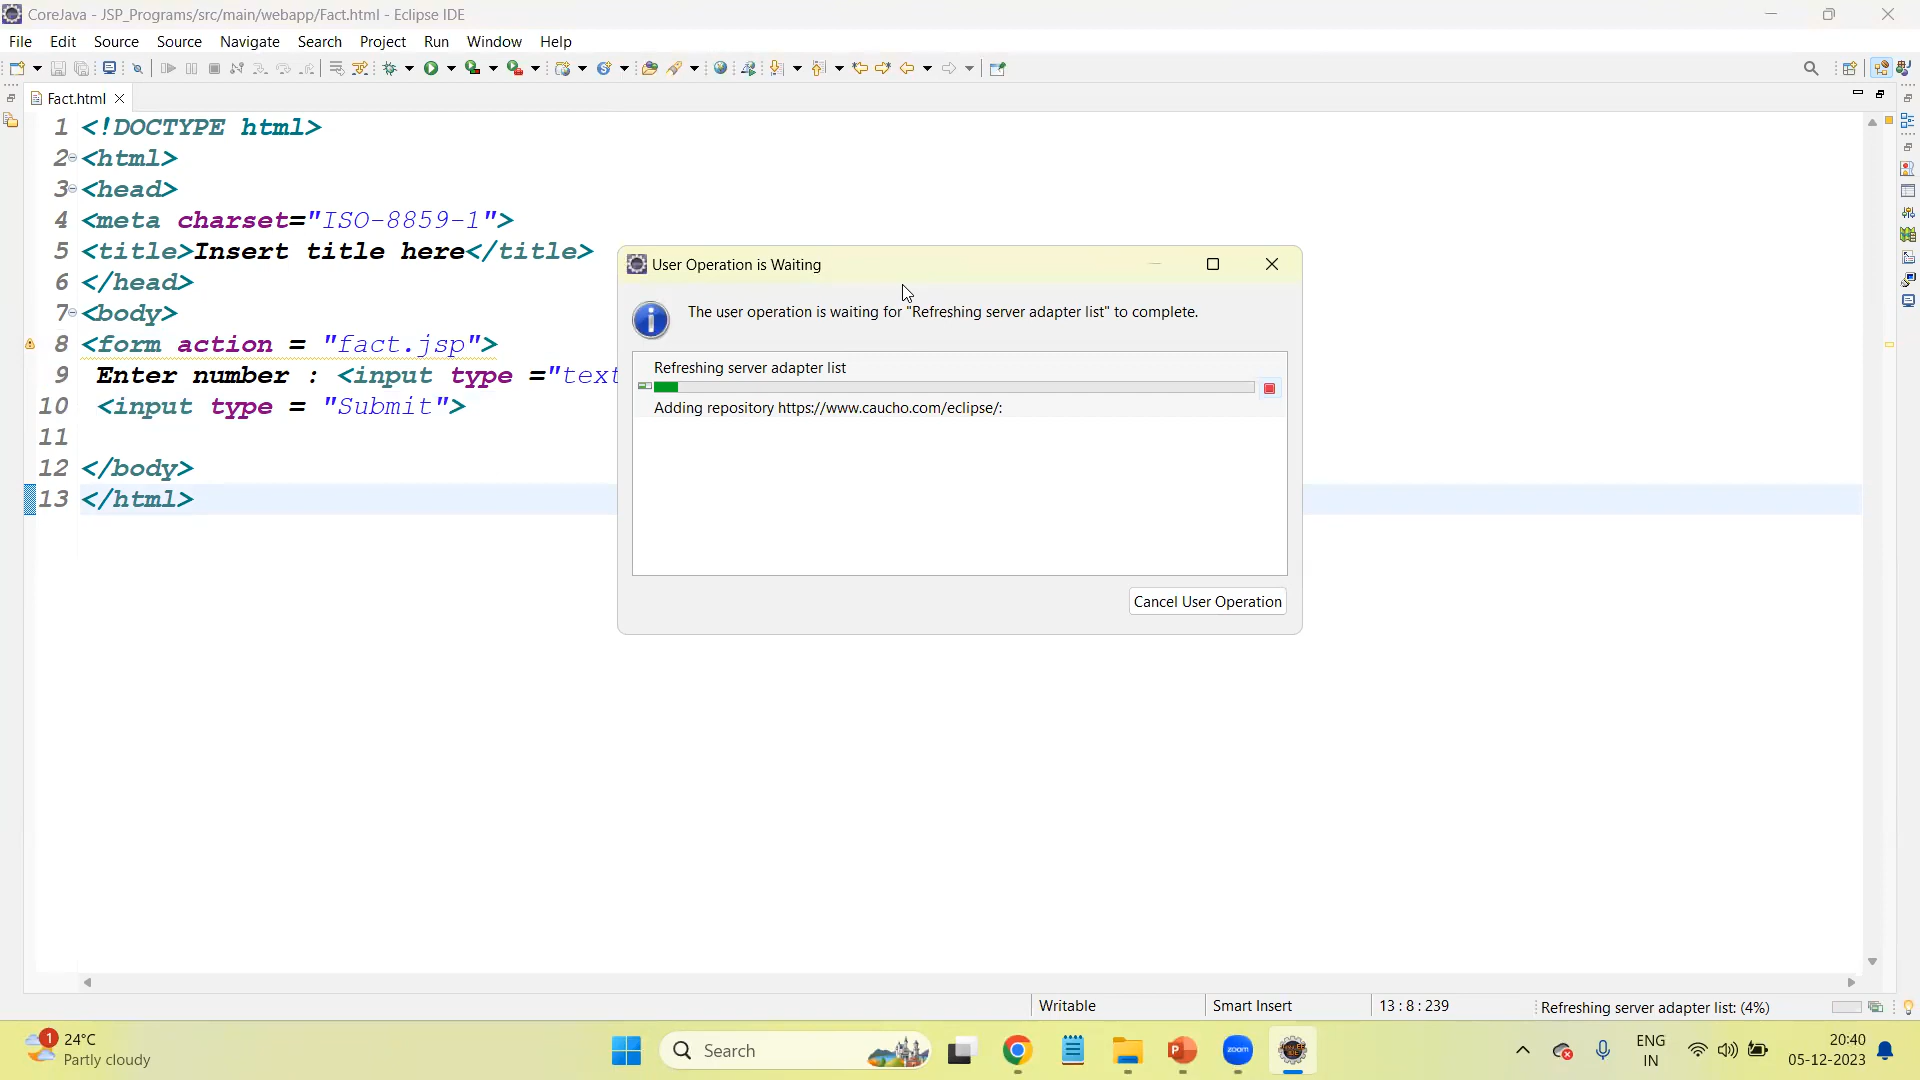 CoreJava - JSP_Programs/src/main/webapp/Fact.html - Eclipse IDE
File Edit Source Source Navigate Search Project Run Window Help
Fact.html
1 <!DOCTYPE html>
2 <html>
3 <head>
4 <meta charset="ISO-8859-1">
5 <title>Insert title here</title>
6 </head>
7 <body>
8 <form action = "fact.jsp">
9 Enter number : <input type ="text
10 <input type = "Submit">
11
12 </body>
13 </html>
User Operation is Waiting
The user operation is waiting for "Refreshing server adapter list" to complete.
Refreshing server adapter list
Adding repository https://www.caucho.com/eclipse/:
Cancel User Operation
Writable Smart Insert 13 : 8 : 239 Refreshing server adapter list: (4%)
1 24°C
Partly cloudy
Search
zoom
ENG
IN
20:40
05-12-2023